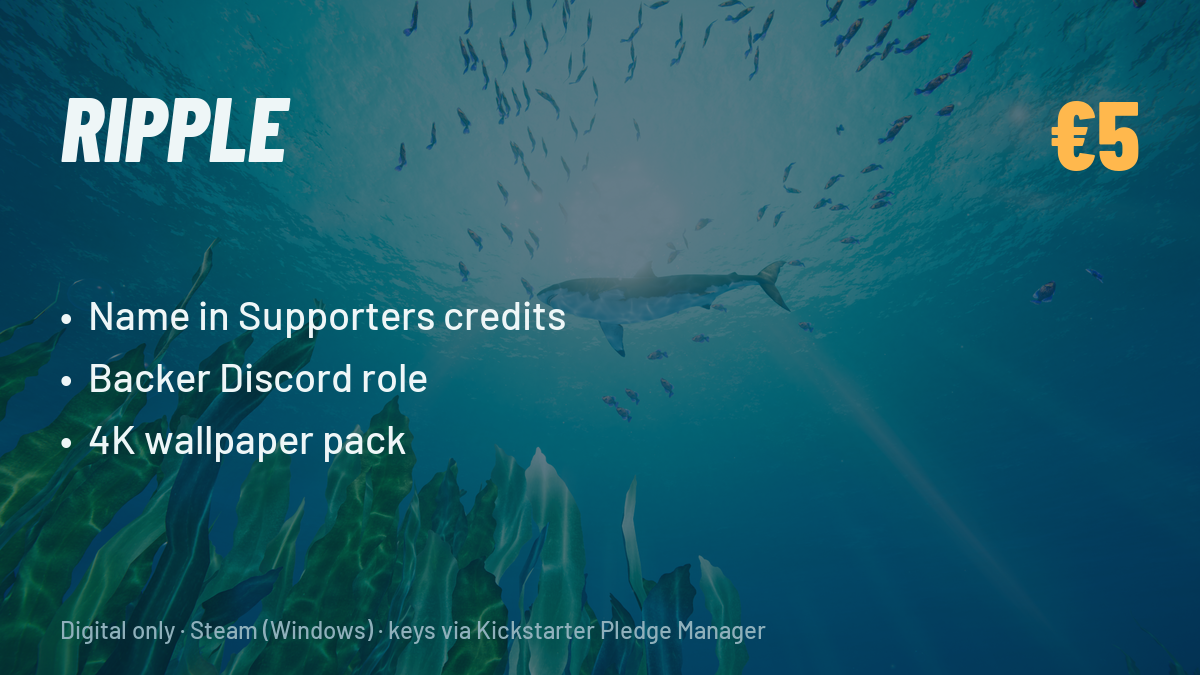 RIPPLE
€5
• Name in Supporters credits
• Backer Discord role
• 4K wallpaper pack
Digital only · Steam (Windows) · keys via Kickstarter Pledge Manager